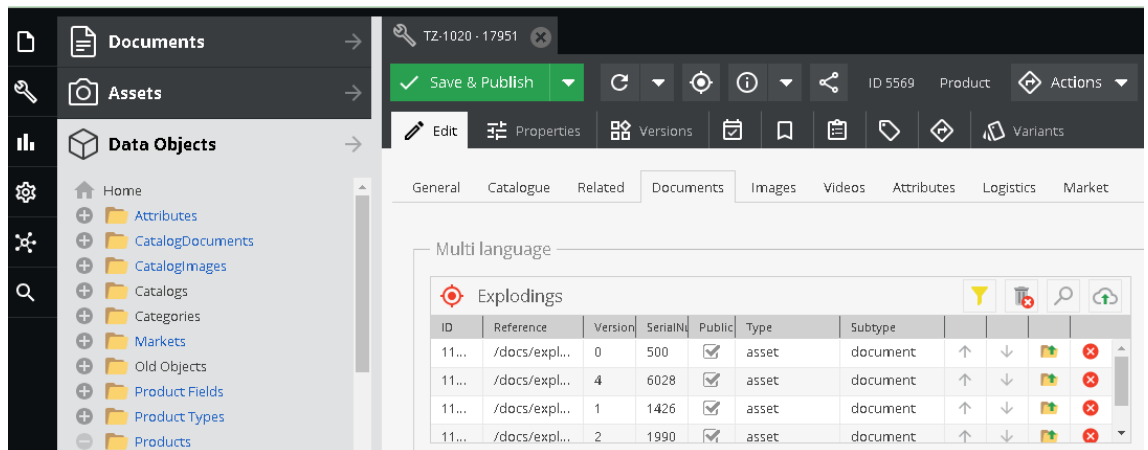 Documents
Assets
Data Objects
Home
Attributes
CatalogDocuments
CatalogImages
Catalogs
Categories
Markets
Old Objects
Product Fields
Product Types
Products
TZ-1020 - 17951
Save & Publish ID 5569 Product Actions
Edit Properties Versions Variants
General Catalogue Related Documents Images Videos Attributes Logistics Market
Multi language
Explodings
ID Reference Version SerialNu Public Type Subtype
11... /docs/expl... 0 500 asset document
11... /docs/expl... 4 6028 asset document
11... /docs/expl... 1 1426 asset document
11... /docs/expl... 2 1990 asset document